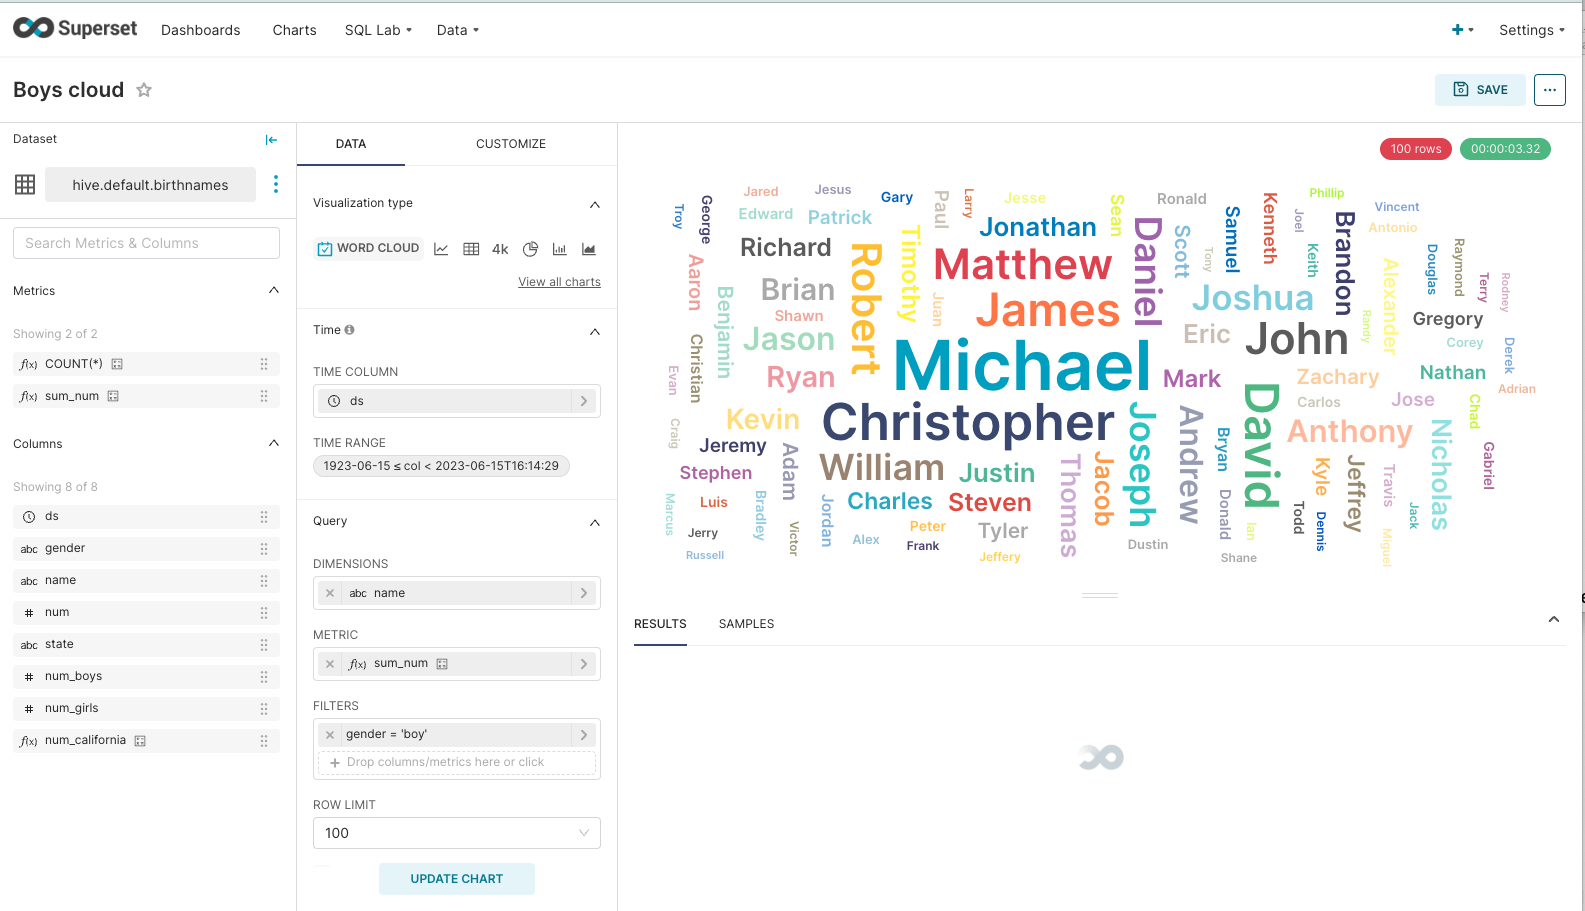 Superset
Dashboards
Charts
SQL Lab
Data
Settings
Boys cloud
SAVE
Dataset
hive.default.birthnames
Search Metrics & Columns
Metrics
Showing 2 of 2
f(x) COUNT(*)
f(x) sum_num
Columns
Showing 8 of 8
ds
abc gender
abc name
# num
abc state
# num_boys
# num_girls
f(x) num_california
DATA
CUSTOMIZE
Visualization type
WORD CLOUD
4k
View all charts
Time
TIME COLUMN
ds
TIME RANGE
1923-06-15 ≤ col < 2023-06-15T16:14:29
Query
DIMENSIONS
abc name
METRIC
f(x) sum_num
FILTERS
gender = 'boy'
+ Drop columns/metrics here or click
ROW LIMIT
100
UPDATE CHART
100 rows
00:00:03.32
Troy
George
Jared
Jesus
Gary
Paul
Larry
Jesse
Sean
Ronald
Samuel
Kenneth
Phillip
Joel
Vincent
Edward
Patrick
Jonathan
Antonio
Richard
Robert
Timothy
Matthew
Daniel
Scott
Tony
Keith
Brandon
Alexander
Douglas
Raymond
Terry
Rodney
Aaron
Benjamin
Brian
Shawn
Juan
James
Joshua
Randy
Gregory
Jason
Christian
Eric
John
Corey
Derek
Evan
Ryan
Michael
Mark
Zachary
Nathan
Adrian
Carlos
Jose
Chad
Kevin
Christopher
Joseph
Andrew
Bryan
David
Anthony
Nicholas
Gabriel
Craig
Jeremy
Adam
William
Justin
Thomas
Jacob
Kyle
Jeffrey
Travis
Stephen
Marcus
Luis
Bradley
Jordan
Charles
Steven
Donald
Todd
Dennis
Jack
Jerry
Victor
Alex
Peter
Frank
Tyler
Jeffery
Dustin
Ian
Shane
Miguel
Russell
RESULTS
SAMPLES